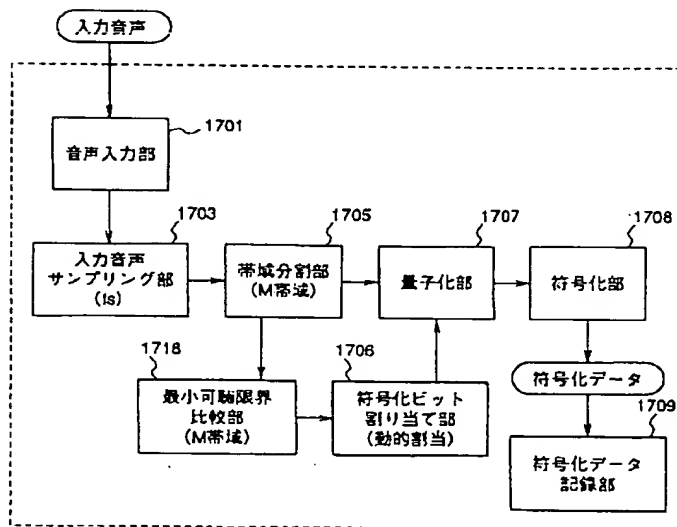 入力音声
1701
音声入力部
1703
入力音声
サンプリング部
(fs)
1705
帯域分割部
(M帯域)
1707
量子化部
1708
符号化部
1718
最小可聴限界
比較部
(M帯域)
1706
符号化ビット
割り当て部
(動的割当)
符号化データ
1709
符号化データ
記録部